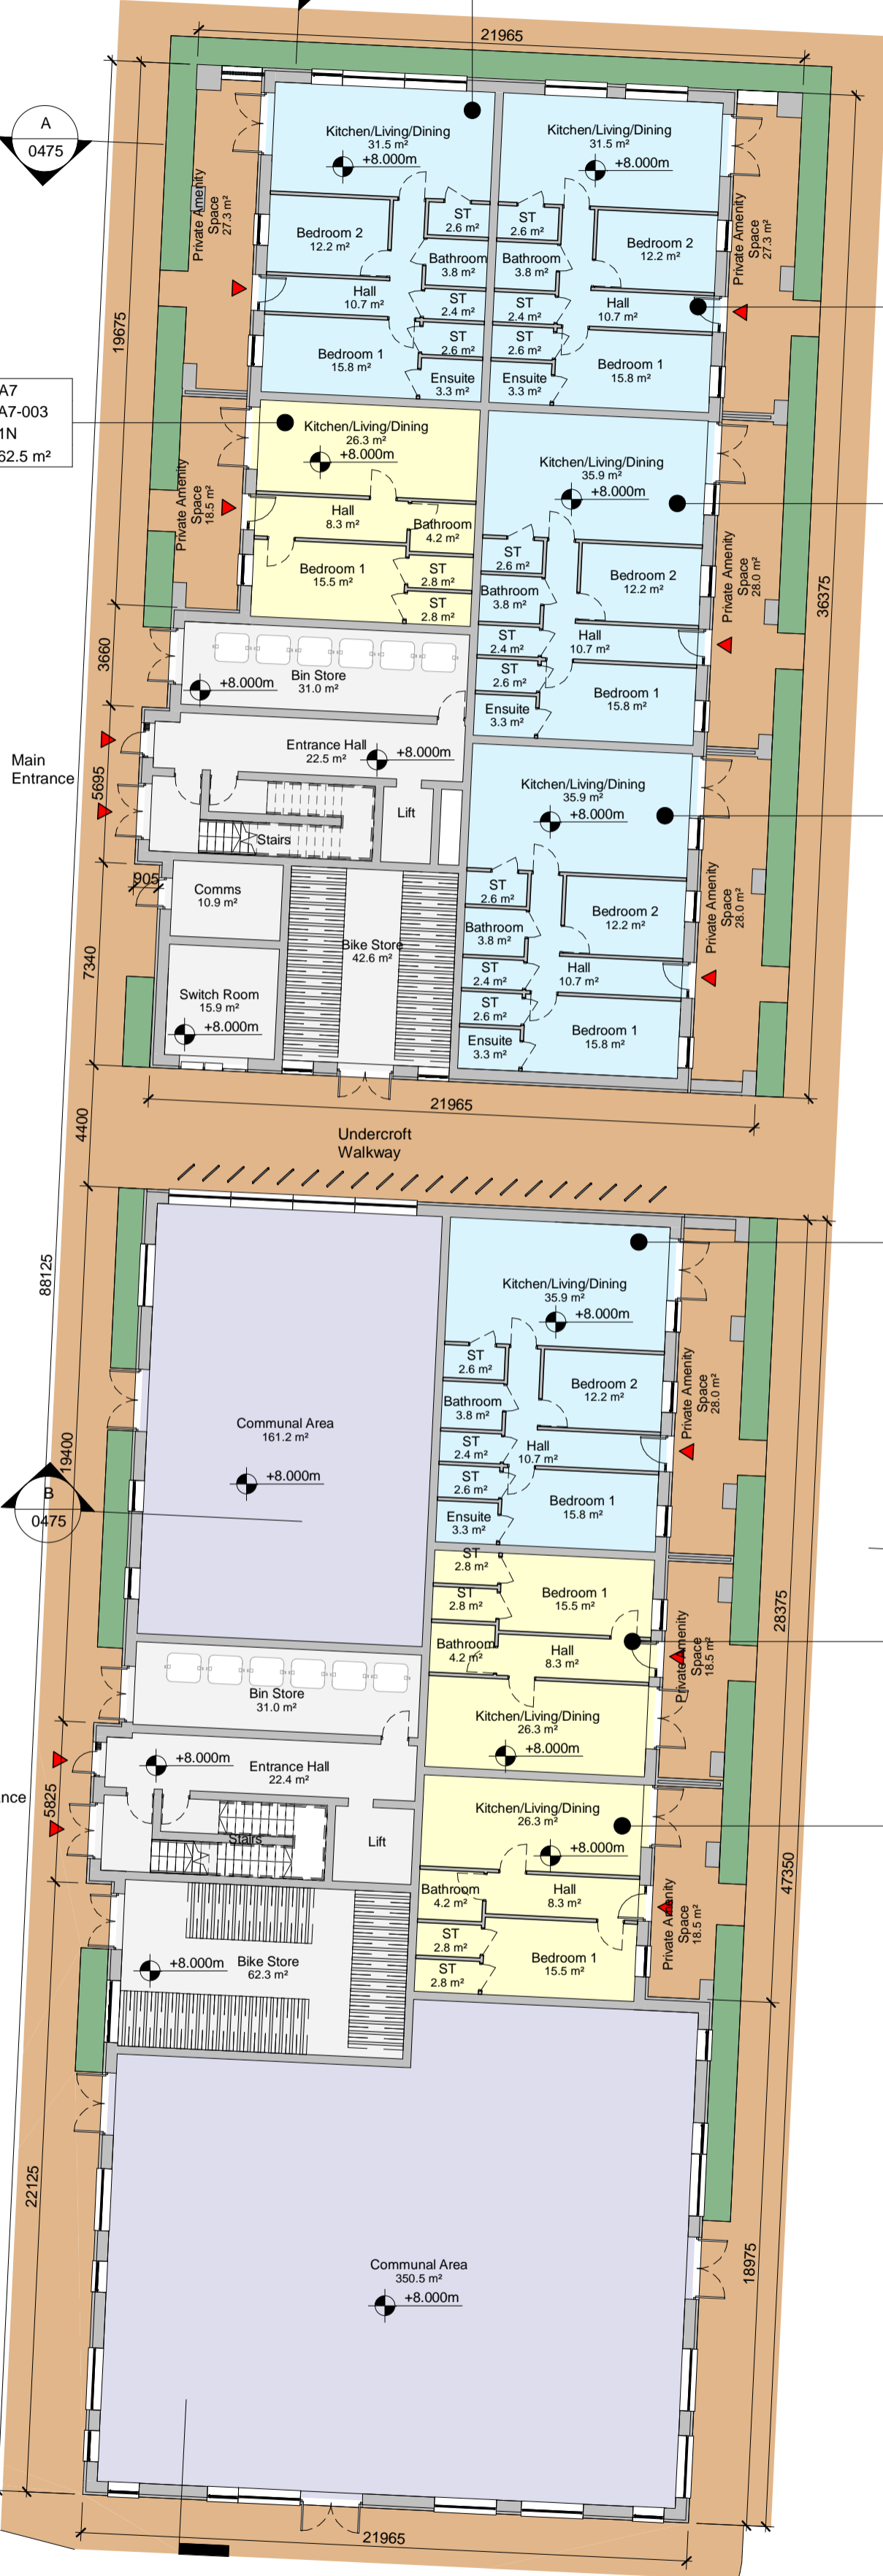 21965
A
0475
Kitchen/Living/Dining
31.5 m²
+8.000m
Kitchen/Living/Dining
31.5 m²
+8.000m
Private Amenity
Space
27.3 m²
Private Amenity
Space
27.3 m²
ST
2.6 m²
ST
2.6 m²
Bedroom 2
12.2 m²
Bedroom 2
12.2 m²
Bathroom
3.8 m²
Bathroom
3.8 m²
Hall
10.7 m²
ST
2.4 m²
ST
2.4 m²
Hall
10.7 m²
19675
ST
2.6 m²
ST
2.6 m²
Bedroom 1
15.8 m²
Bedroom 1
15.8 m²
Ensuite
3.3 m²
Ensuite
3.3 m²
A7
A7-003
1N
62.5 m²
Kitchen/Living/Dining
26.3 m²
+8.000m
Kitchen/Living/Dining
35.9 m²
+8.000m
Private Amenity
Space
18.5 m²
Hall
8.3 m²
Bathroom
4.2 m²
Bedroom 1
15.5 m²
ST
2.8 m²
ST
2.8 m²
ST
2.6 m²
Bedroom 2
12.2 m²
Bathroom
3.8 m²
Private Amenity
Space
28.0 m²
36375
ST
2.4 m²
Hall
10.7 m²
ST
2.6 m²
Bedroom 1
15.8 m²
Ensuite
3.3 m²
3660
Bin Store
31.0 m²
+8.000m
Main
Entrance
Entrance Hall
22.5 m²
+8.000m
5695
Lift
Stairs
Kitchen/Living/Dining
35.9 m²
+8.000m
905
Comms
10.9 m²
ST
2.6 m²
Bedroom 2
12.2 m²
Private Amenity
Space
28.0 m²
Bathroom
3.8 m²
Bike Store
42.6 m²
7340
ST
2.4 m²
Hall
10.7 m²
Switch Room
15.9 m²
+8.000m
ST
2.6 m²
Bedroom 1
15.8 m²
Ensuite
3.3 m²
21965
4400
Undercroft
Walkway
88125
Kitchen/Living/Dining
35.9 m²
+8.000m
ST
2.6 m²
Bedroom 2
12.2 m²
Private Amenity
Space
28.0 m²
Bathroom
3.8 m²
Communal Area
161.2 m²
+8.000m
19400
ST
2.4 m²
Hall
10.7 m²
ST
2.6 m²
Bedroom 1
15.8 m²
Ensuite
3.3 m²
B
0475
ST
2.8 m²
ST
2.8 m²
Bedroom 1
15.5 m²
28375
Bathroom
4.2 m²
Hall
8.3 m²
Private Amenity
Space
18.5 m²
Bin Store
31.0 m²
Kitchen/Living/Dining
26.3 m²
+8.000m
+8.000m
Entrance Hall
22.4 m²
nce
5825
Stairs
Lift
Kitchen/Living/Dining
26.3 m²
+8.000m
47350
Bathroom
4.2 m²
Hall
8.3 m²
Private Amenity
Space
18.5 m²
ST
2.8 m²
ST
2.8 m²
Bedroom 1
15.5 m²
Bike Store
62.3 m²
+8.000m
22125
Communal Area
350.5 m²
+8.000m
18975
21965